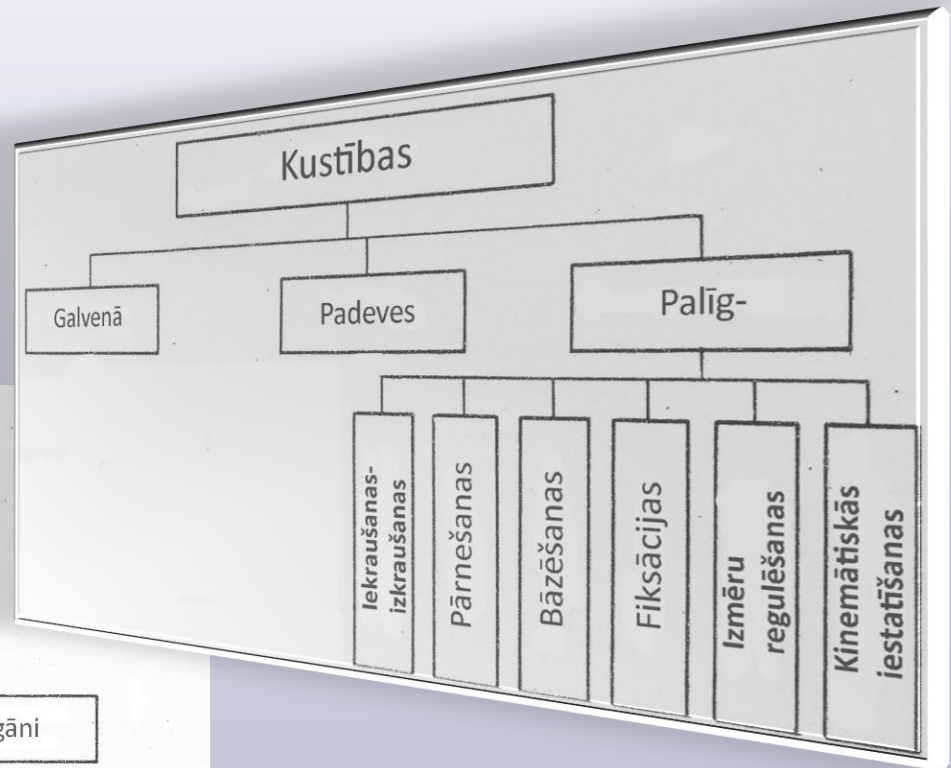 Kustības
Galvenā
Padeves
Palīg-
Iekraušanas-
izkraušanas
Pārnešanas
Bāzēšanas
Fiksācijas
Izmēru
regulēšanas
Kinemātiskās
iestatīšanas